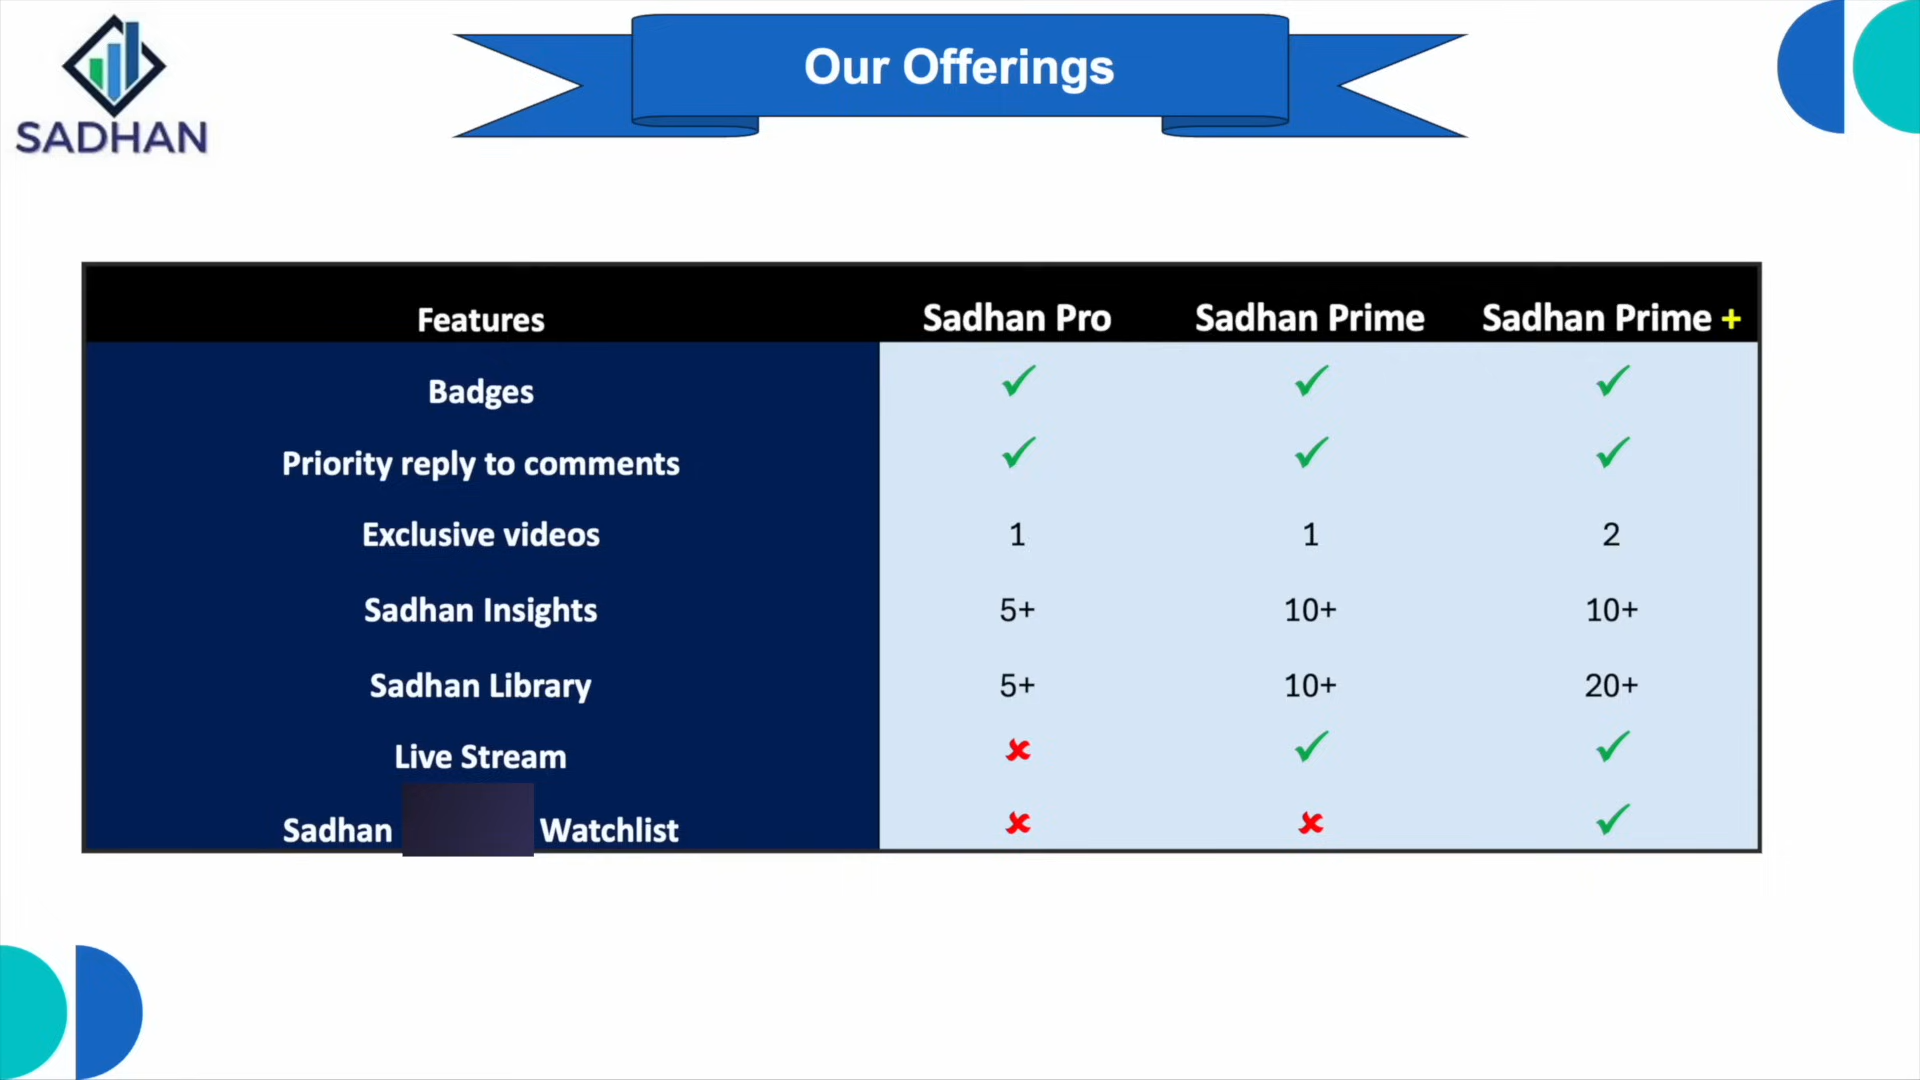 SADHAN
Our Offerings
Features Sadhan Pro Sadhan Prime Sadhan Prime +
Badges ✓ ✓ ✓
Priority reply to comments ✓ ✓ ✓
Exclusive videos 1 1 2
Sadhan Insights 5+ 10+ 10+
Sadhan Library 5+ 10+ 20+
Live Stream ✘ ✓ ✓
Sadhan Watchlist ✘ ✘ ✓